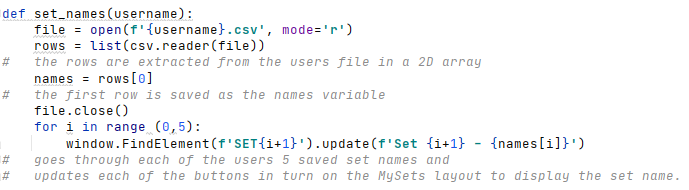 def set_names(username):
    file = open(f'{username}.csv', mode='r')
    rows = list(csv.reader(file))
#   the rows are extracted from the users file in a 2D array
    names = rows[0]
#   the first row is saved as the names variable
    file.close()
    for i in range (0,5):
        window.FindElement(f'SET{i+1}').update(f'Set {i+1} - {names[i]}')
#   goes through each of the users 5 saved set names and
#   updates each of the buttons in turn on the MySets layout to display the set name.